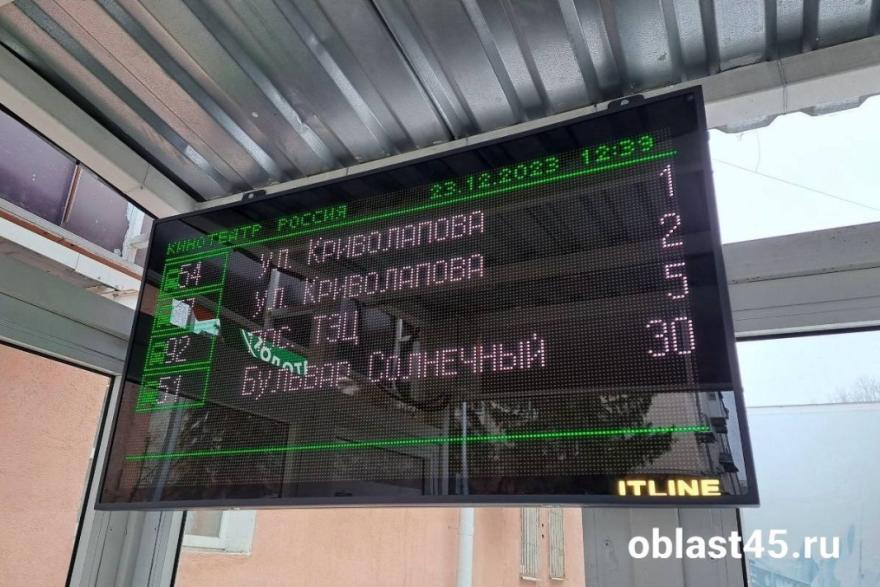 КИНОТЕАТР РОССИЯ 23.12.2023 12:39
54 УЛ. КРИВОЛАПОВА 1
УЛ. КРИВОЛАПОВА 2
92 ТЭЦ 5
51 БУЛЬВАР СОЛНЕЧНЫЙ 30
ITLINE
oblast45.ru